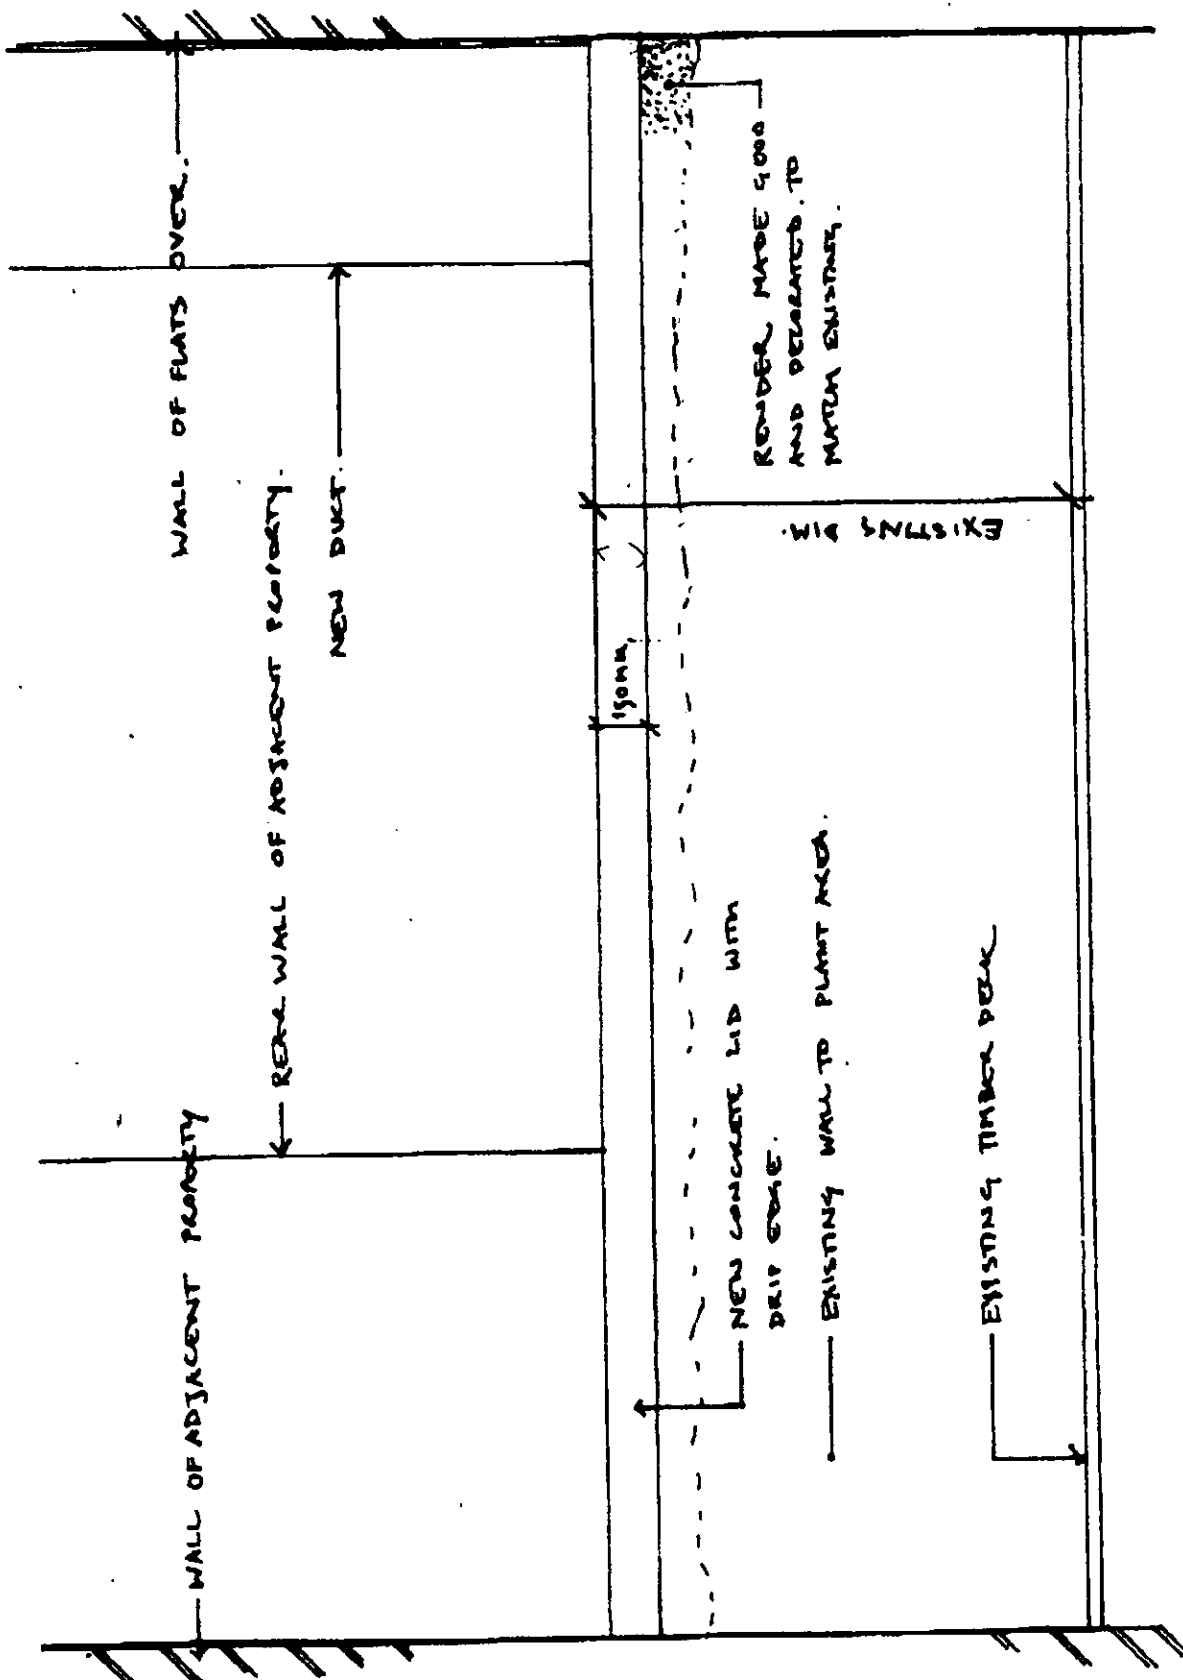 WALL OF ADJACENT PROPORTY
WALL OF FLATS OVER.
REAR WALL OF ADJACENT PROPORTY.
NEW DUCT.
150mm,
NEW CONCRETE LID WITH
DRIP EDGE.
RENDER MADE GOOD
AND DECORATED. TO
MATCH EXISTING.
EXISTING WALL TO PLANT AREA.
EXISTING DIM.
EXISTING TIMBER DECK